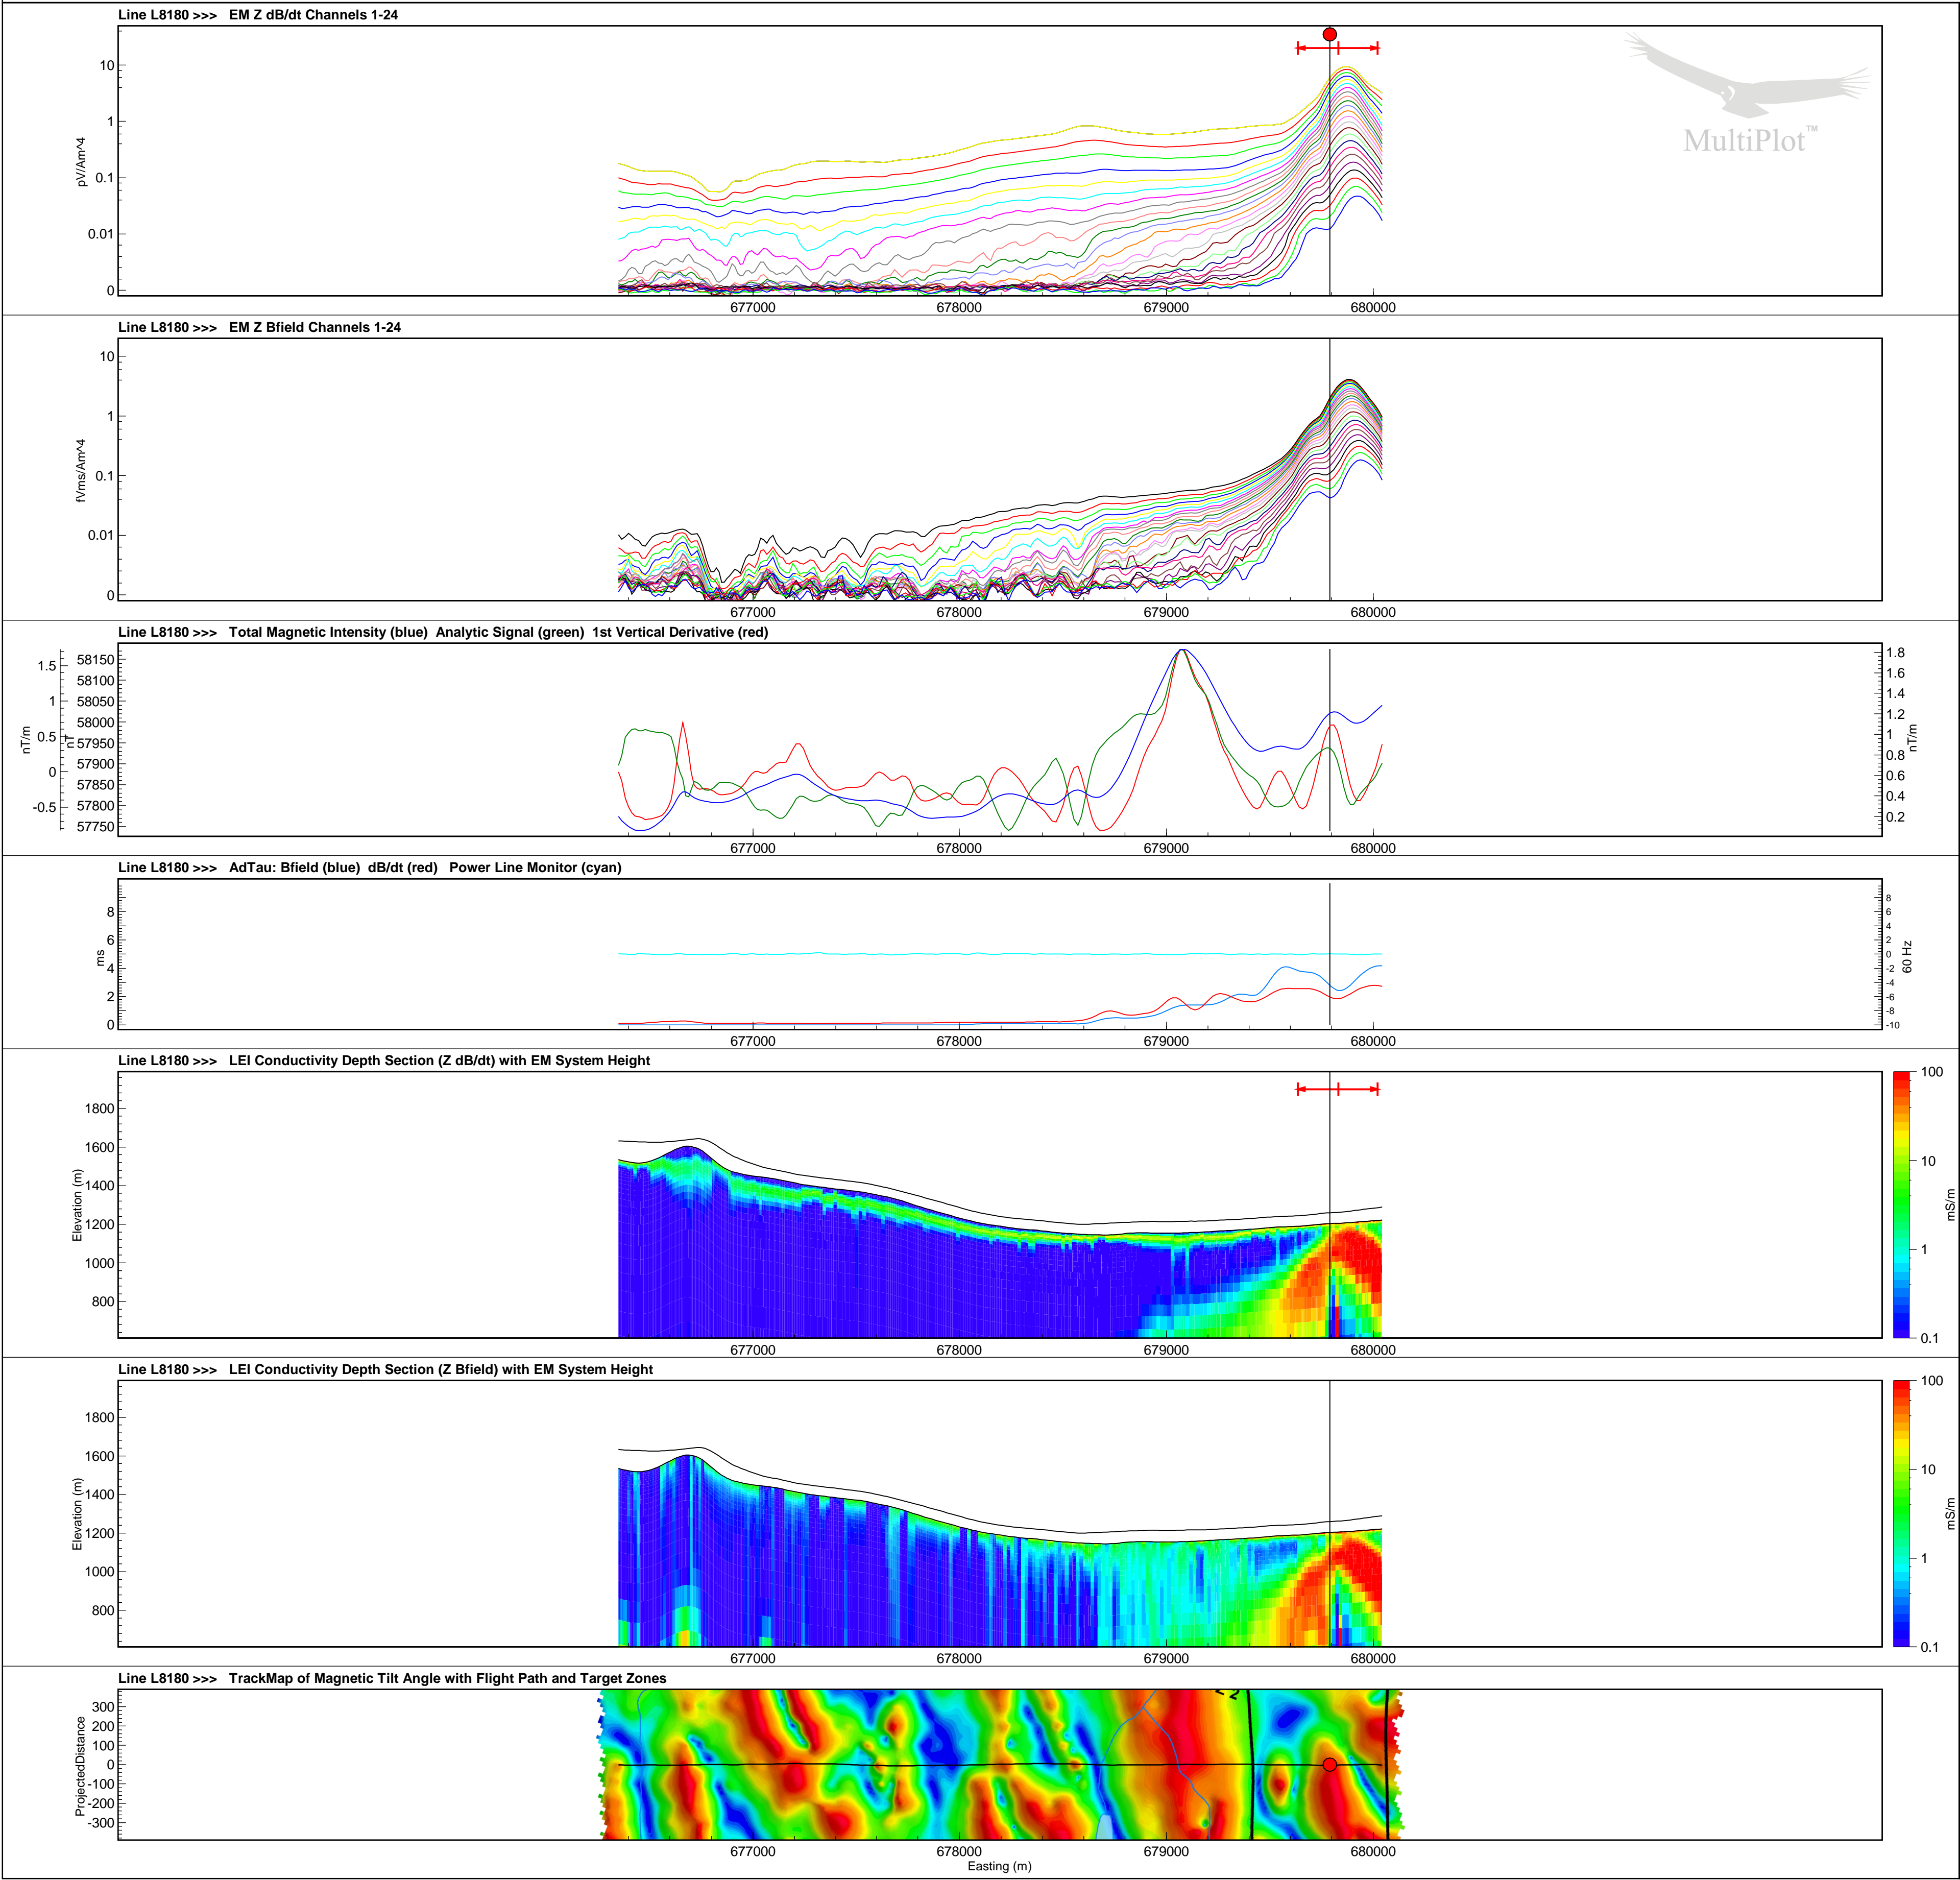 Line L8180 >>> EM Z dB/dt Channels 1-24
10
1
0.1
0.01
0
pV/Am^4
MultiPlot™
677000 678000 679000 680000
Line L8180 >>> EM Z Bfield Channels 1-24
10
1
0.1
0.01
0
fVms/Am^4
677000 678000 679000 680000
Line L8180 >>> Total Magnetic Intensity (blue) Analytic Signal (green) 1st Vertical Derivative (red)
1.5
1
0.5
0
-0.5
nT/m
58150
58100
58050
58000
57950
57900
57850
57800
57750
nT
1.8
1.6
1.4
1.2
1
0.8
0.6
0.4
0.2
nT/m
677000 678000 679000 680000
Line L8180 >>> AdTau: Bfield (blue) dB/dt (red) Power Line Monitor (cyan)
8
6
4
2
0
ms
8
6
4
2
0
-2
-4
-6
-8
-10
60 Hz
677000 678000 679000 680000
Line L8180 >>> LEI Conductivity Depth Section (Z dB/dt) with EM System Height
1800
1600
1400
1200
1000
800
Elevation (m)
100
10
1
0.1
mS/m
677000 678000 679000 680000
Line L8180 >>> LEI Conductivity Depth Section (Z Bfield) with EM System Height
1800
1600
1400
1200
1000
800
Elevation (m)
100
10
1
0.1
mS/m
677000 678000 679000 680000
Line L8180 >>> TrackMap of Magnetic Tilt Angle with Flight Path and Target Zones
300
200
100
0
-100
-200
-300
ProjectedDistance
677000 678000 679000 680000
Easting (m)